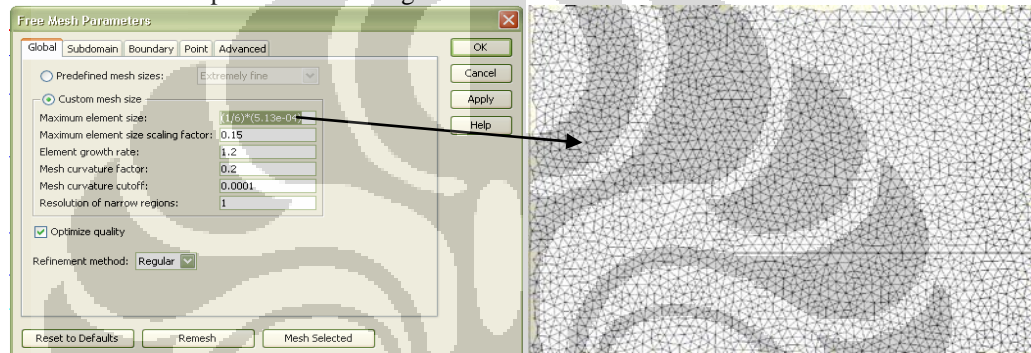 Free Mesh Parameters
Global Subdomain Boundary Point Advanced
OK
Predefined mesh sizes: Extremely fine
Cancel
Custom mesh size
Apply
Maximum element size: (1/6)*(5.13e-04)
Help
Maximum element size scaling factor: 0.15
Element growth rate: 1.2
Mesh curvature factor: 0.2
Mesh curvature cutoff: 0.0001
Resolution of narrow regions: 1
Optimize quality
Refinement method: Regular
Reset to Defaults Remesh Mesh Selected